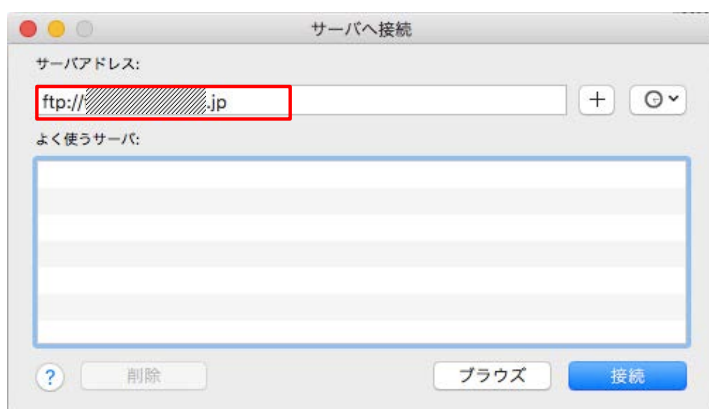 サーバへ接続
サーバアドレス:
ftp:// .jp
よく使うサーバ:
? 削除 ブラウズ 接続